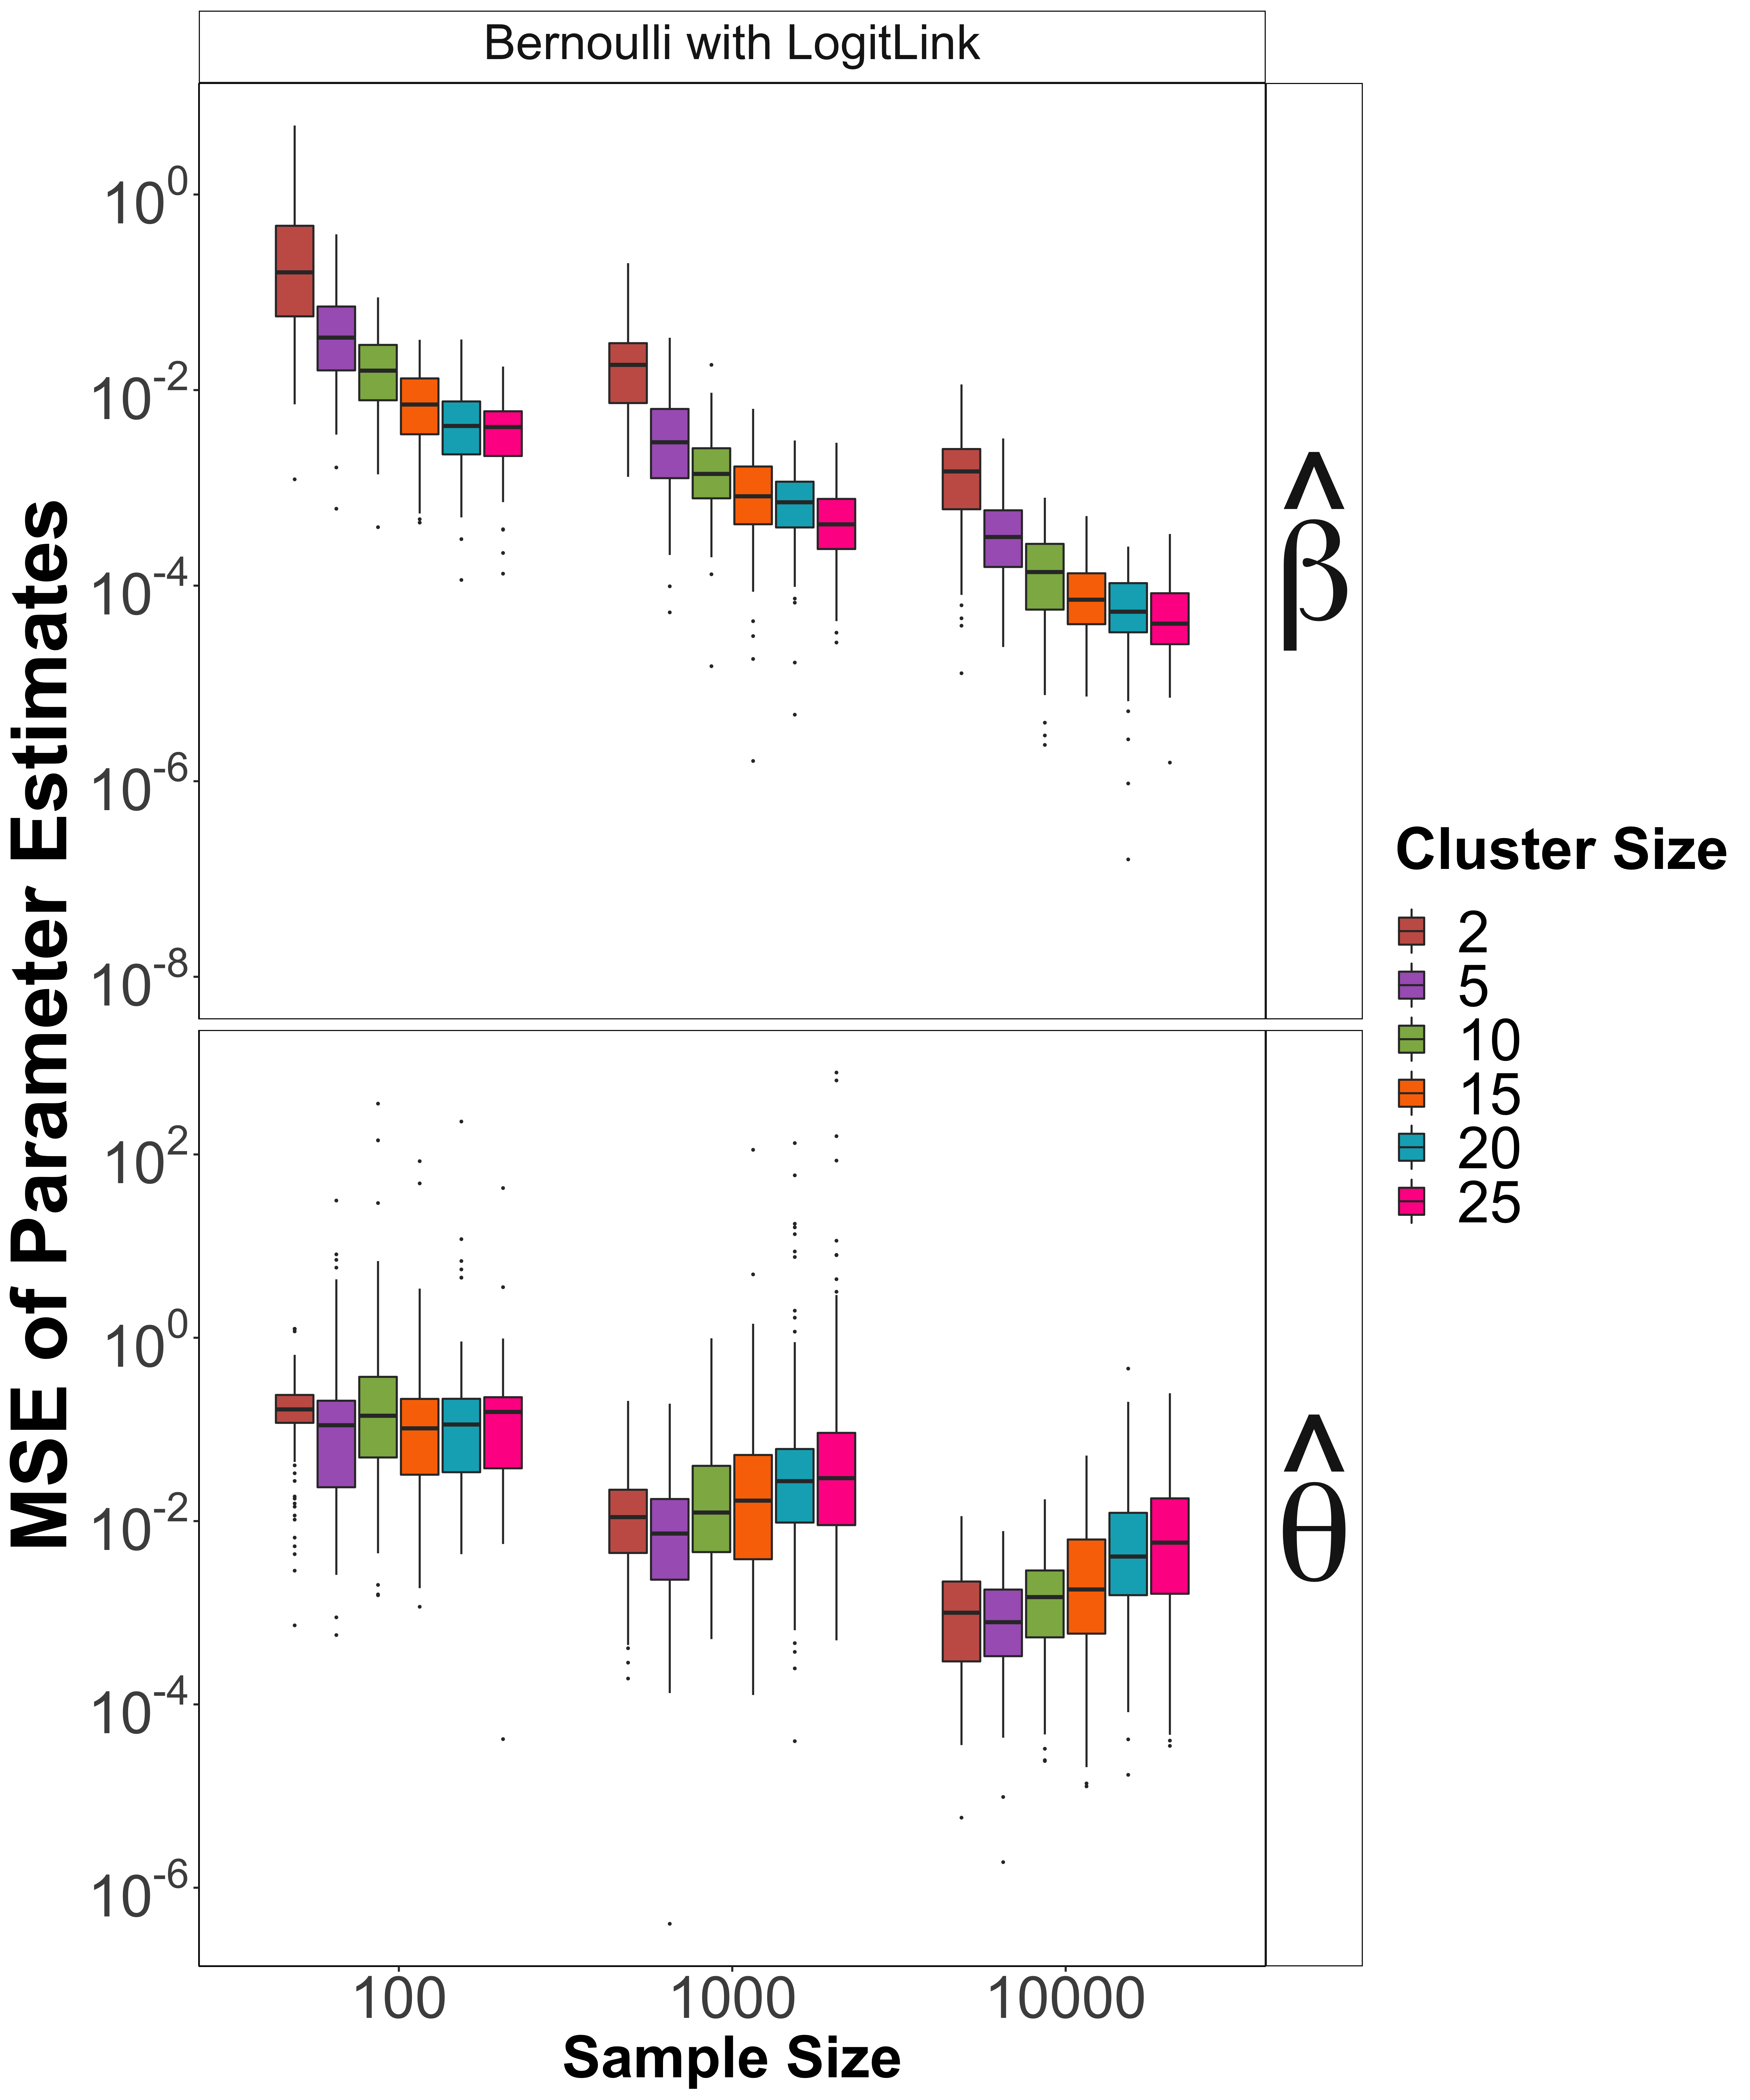 Bernoulli with LogitLink
MSE of Parameter Estimates
10^0
10^-2
10^-4
10^-6
10^-8
β̂
10^2
10^0
10^-2
10^-4
10^-6
θ̂
100 1000 10000
Sample Size
Cluster Size
2
5
10
15
20
25